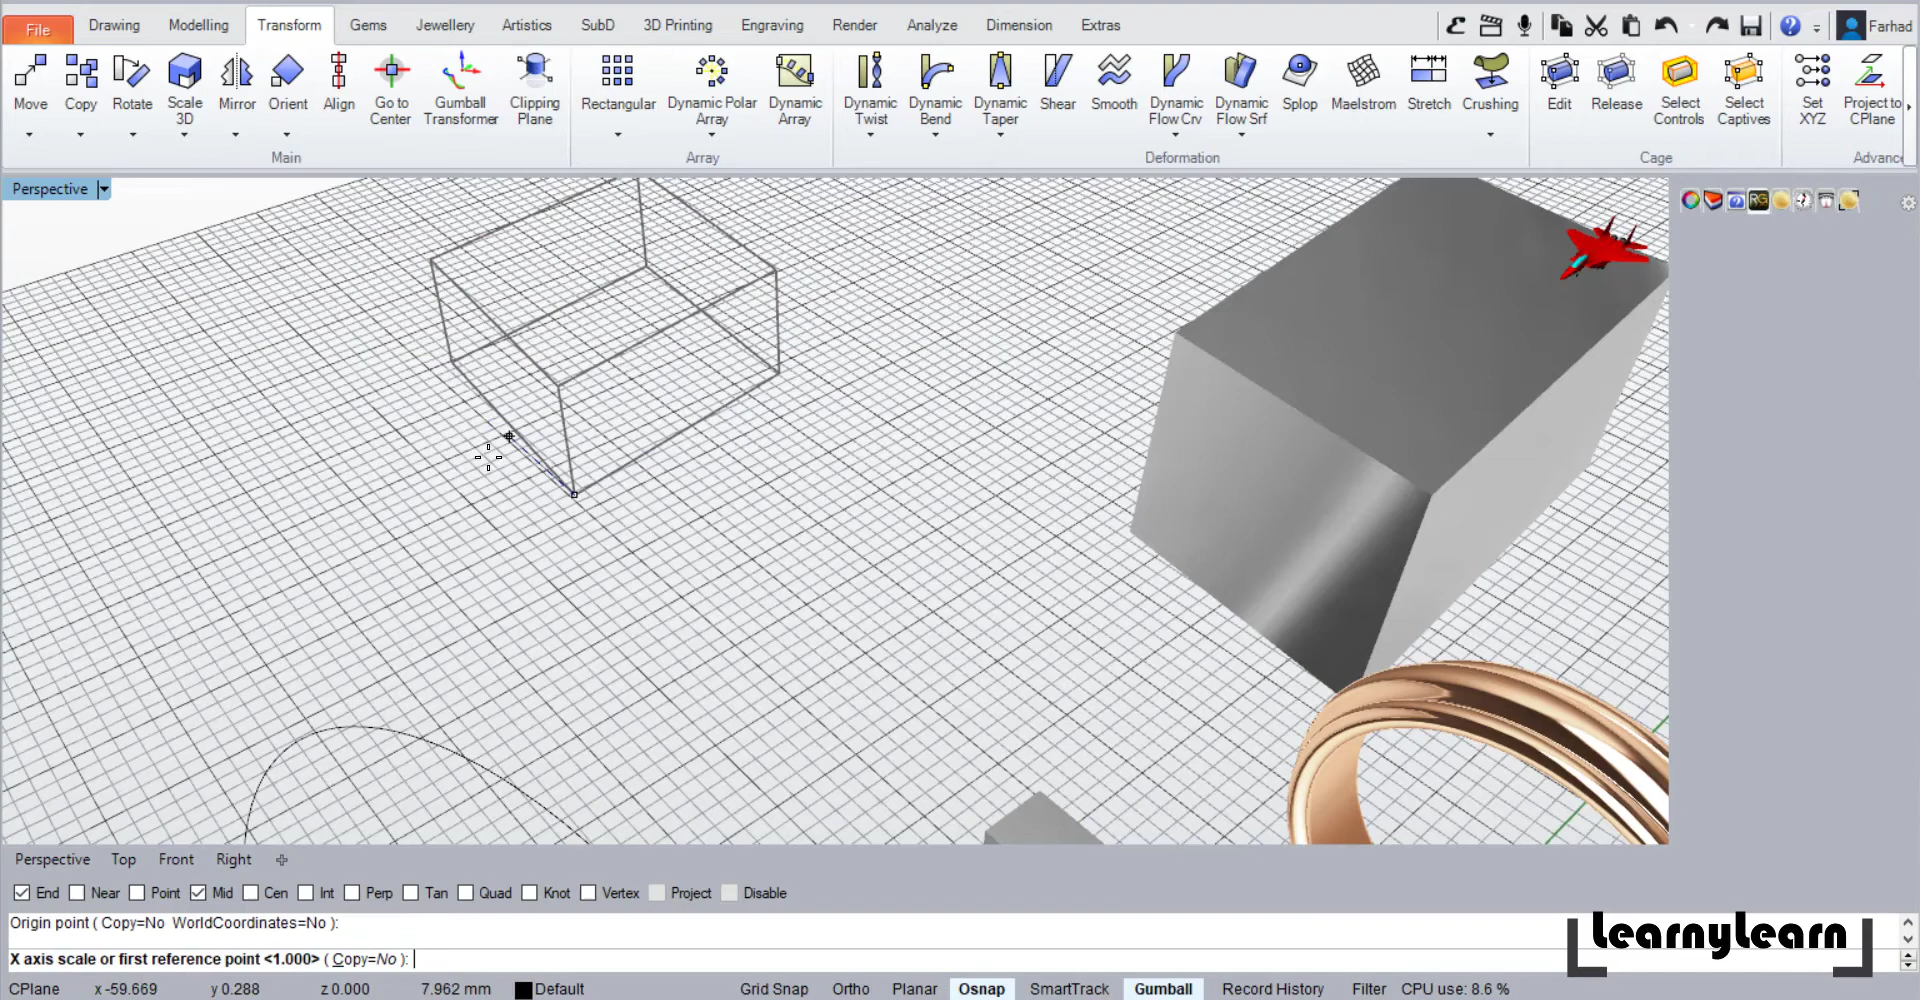 File Drawing Modelling Transform Gems Jewellery Artistics SubD 3D Printing Engraving Render Analyze Dimension Extras Farhad
Move Copy Rotate Scale 3D Mirror Orient Align Go to Center Gumball Transformer Clipping Plane Rectangular Dynamic Polar Array Dynamic Array Dynamic Twist Dynamic Bend Dynamic Taper Shear Smooth Dynamic Flow Crv Dynamic Flow Srf Splop Maelstrom Stretch Crushing Edit Release Select Controls Select Captives Set XYZ Project to CPlane
Main Array Deformation Cage Advanc
Perspective
RG
Perspective Top Front Right
End Near Point Mid Cen Int Perp Tan Quad Knot Vertex Project Disable
Origin point ( Copy=No WorldCoordinates=No ):
X axis scale or first reference point <1.000> ( Copy=No ):
LearnyLearn
CPlane x -59.669 y 0.288 z 0.000 7.962 mm Default Grid Snap Ortho Planar Osnap SmartTrack Gumball Record History Filter CPU use: 8.6 %